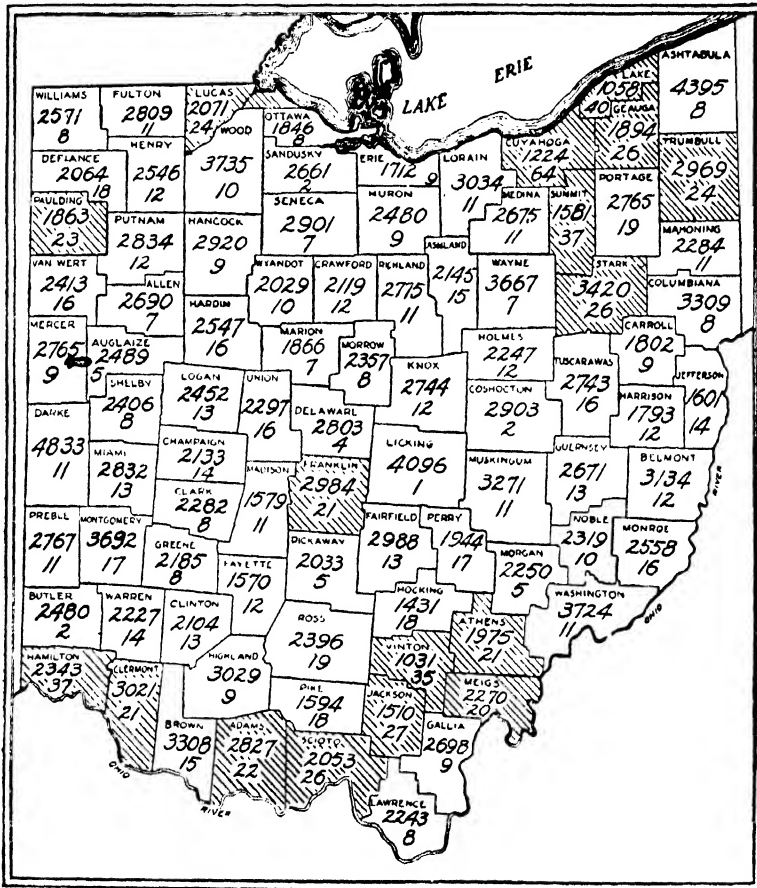 LAKE ERIE
WILLIAMS
2571
8
FULTON
2809
11
LUCAS
2071
24
WOOD
3735
10
OTTAWA
1846
8
LAKE
1058
40
GEAUGA
1894
26
ASHTABULA
4395
8
DEFIANCE
2064
18
HENRY
2546
12
SANDUSKY
2661
2
ERIE 1712
9
LORAIN
3034
11
CUYAHOGA
1224
64
TRUMBULL
2969
24
PAULDING
1863
23
PUTNAM
2834
12
HANCOCK
2920
9
SENECA
2901
7
HURON
2480
9
MEDINA
2675
11
SUMMIT
1581
37
PORTAGE
2765
19
MAHONING
2284
11
VAN WERT
2413
16
ALLEN
2690
7
HARDIN
2547
16
WYANDOT
2029
10
CRAWFORD
2119
12
RICHLAND
2775
11
ASHLAND
2145
15
WAYNE
3667
7
STARK
3420
26
COLUMBIANA
3309
8
MERCER
2765
9
AUGLAIZE
2489
5
MARION
1866
7
MORROW
2357
8
HOLMES
2247
12
CARROLL
1802
9
SHELBY
2406
8
LOGAN
2452
13
UNION
2297
16
DELAWARE
2803
4
KNOX
2744
12
COSHOCTON
2903
2
TUSCARAWAS
2743
16
HARRISON
1793
12
JEFFERSON
1601
14
DARKE
4833
11
MIAMI
2832
13
CHAMPAIGN
2133
14
CLARK
2282
8
MADISON
1579
11
FRANKLIN
2984
21
LICKING
4096
1
MUSKINGUM
3271
11
GUERNSEY
2671
13
BELMONT
3134
12
RIVER
PREBLE
2767
11
MONTGOMERY
3692
17
GREENE
2185
8
FAYETTE
1570
12
PICKAWAY
2033
5
FAIRFIELD
2988
13
PERRY
1944
17
MORGAN
2250
5
NOBLE
2319
10
MONROE
2558
16
BUTLER
2480
2
WARREN
2227
14
CLINTON
2104
13
ROSS
2396
19
HOCKING
1431
18
ATHENS
1975
21
WASHINGTON
3724
11
OHIO
HAMILTON
2343
37
CLERMONT
3021
21
HIGHLAND
3029
9
PIKE
1594
18
VINTON
1031
35
JACKSON
1510
27
MEIGS
2270
20
BROWN
3308
15
ADAMS
2827
22
SCIOTO
2053
26
GALLIA
2698
9
LAWRENCE
2243
8
OHIO
RIVER